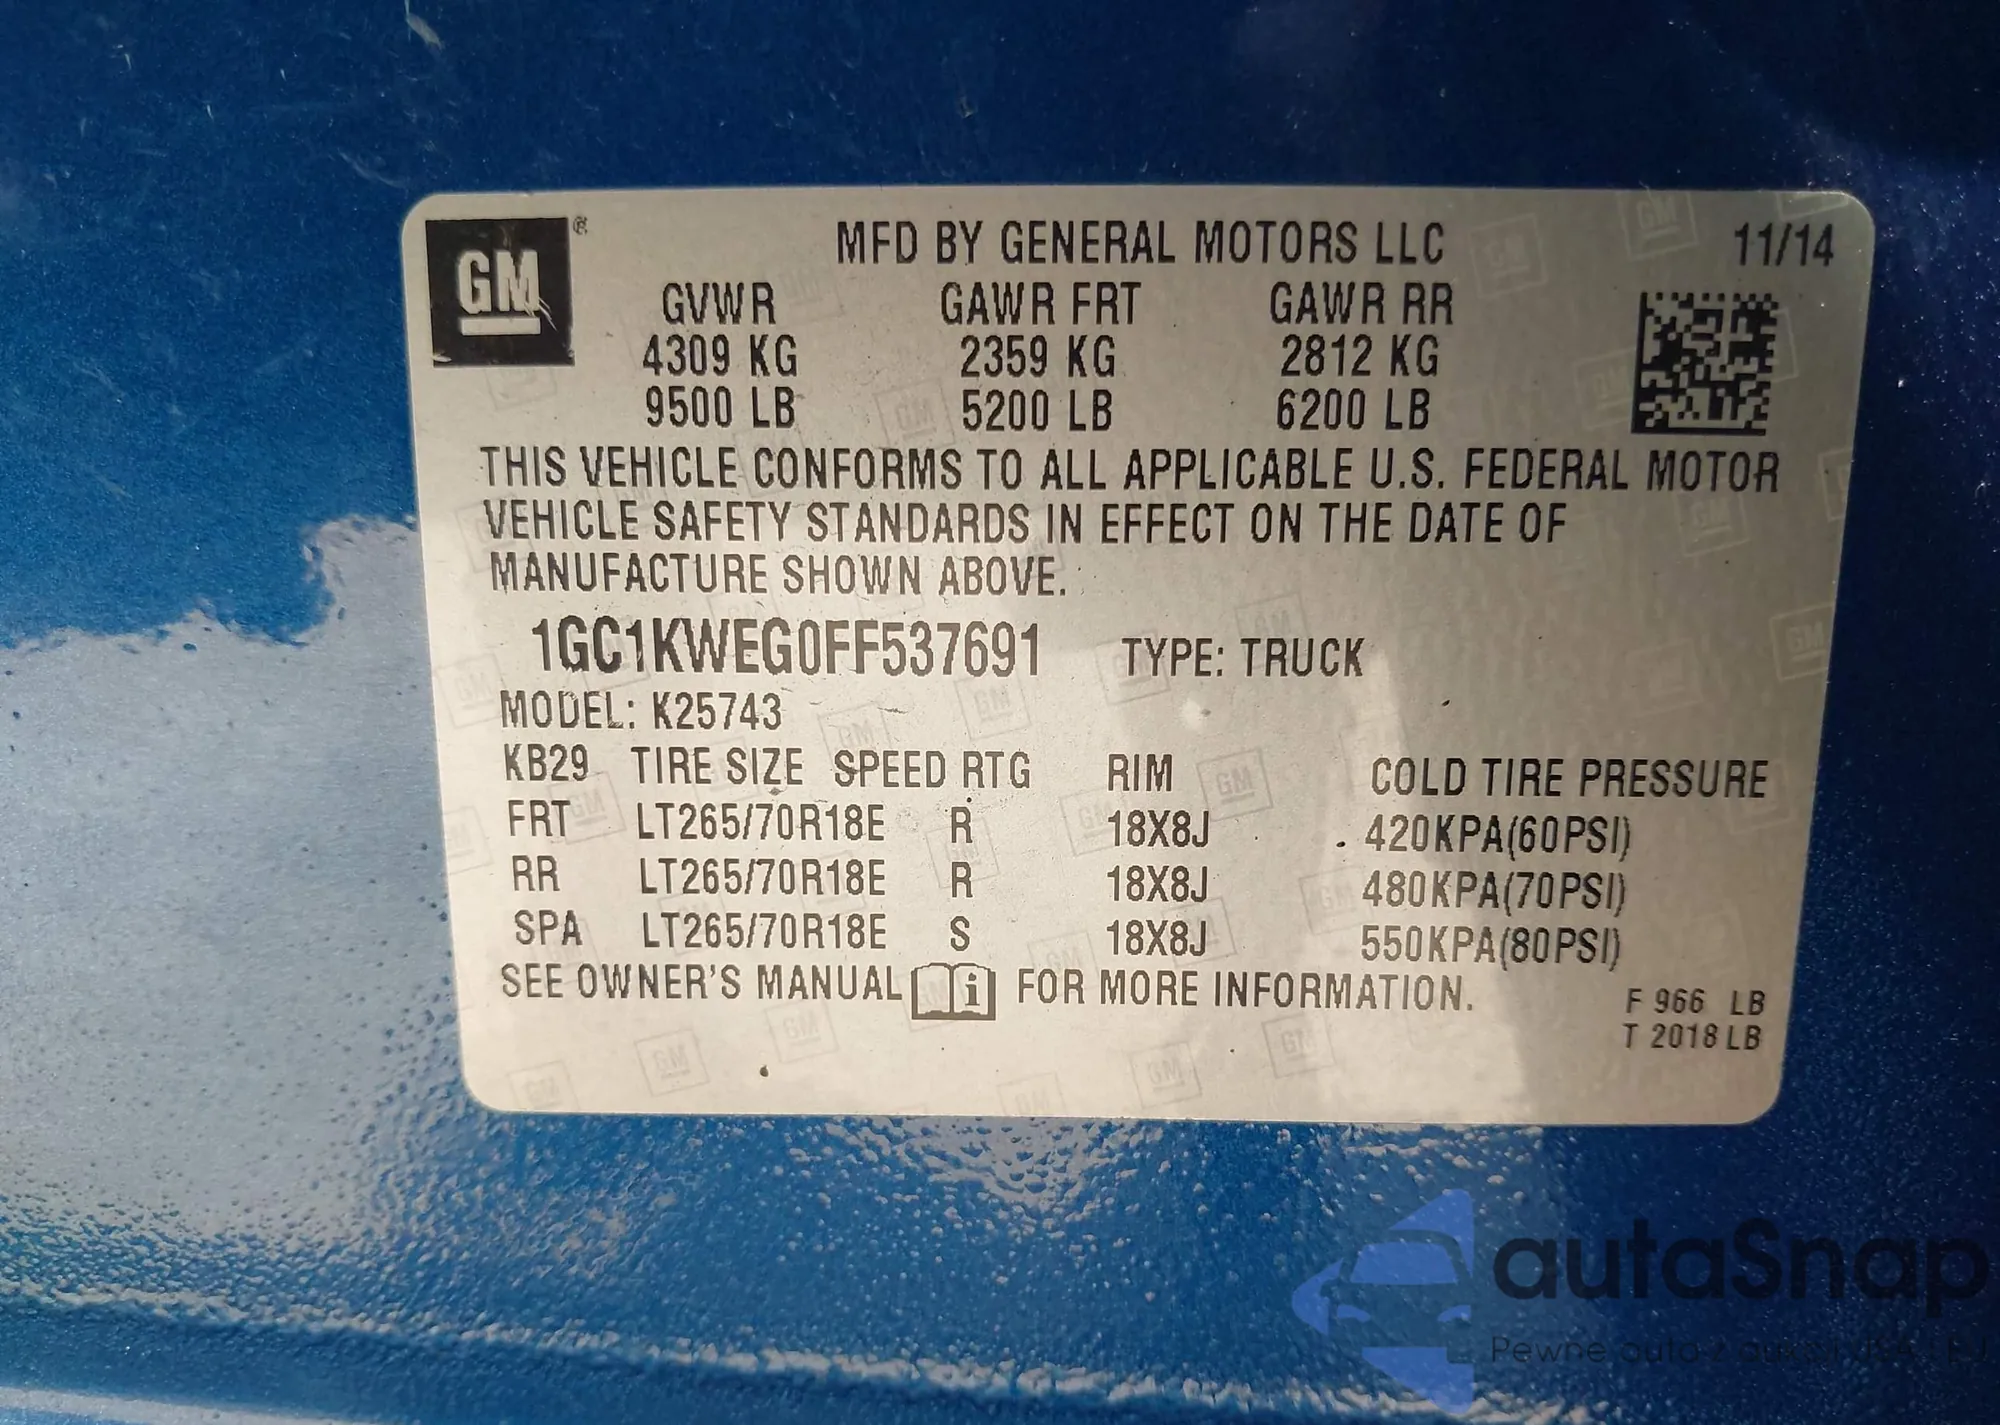 GM ®
MFD BY GENERAL MOTORS LLC 11/14
GVWR GAWR FRT GAWR RR
4309 KG 2359 KG 2812 KG
9500 LB 5200 LB 6200 LB
THIS VEHICLE CONFORMS TO ALL APPLICABLE U.S. FEDERAL MOTOR
VEHICLE SAFETY STANDARDS IN EFFECT ON THE DATE OF
MANUFACTURE SHOWN ABOVE.
1GC1KWEG0FF537691 TYPE: TRUCK
MODEL: K25743
KB29 TIRE SIZE SPEED RTG RIM COLD TIRE PRESSURE
FRT LT265/70R18E R 18X8J 420KPA(60PSI)
RR LT265/70R18E R 18X8J 480KPA(70PSI)
SPA LT265/70R18E S 18X8J 550KPA(80PSI)
SEE OWNER'S MANUAL i FOR MORE INFORMATION.
F 966 LB
T 2018 LB
autaSnap
Pewne auto z